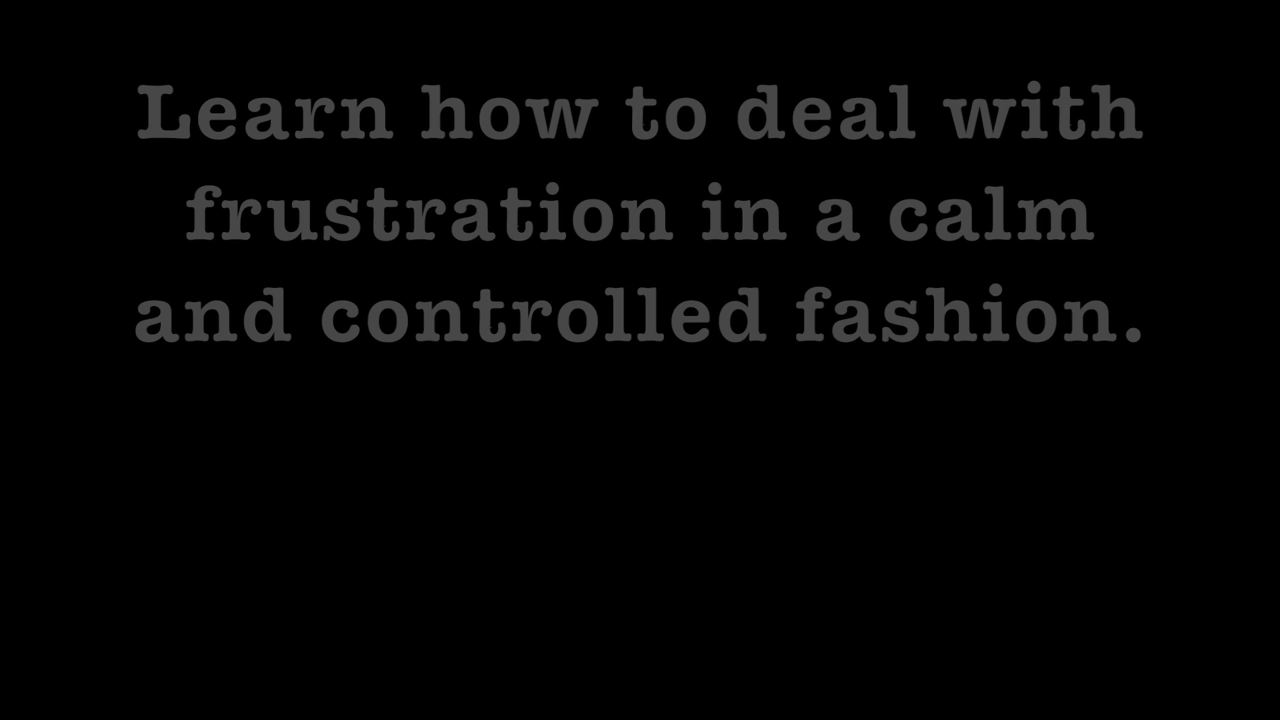 Learn how to deal with
frustration in a calm
and controlled fashion.